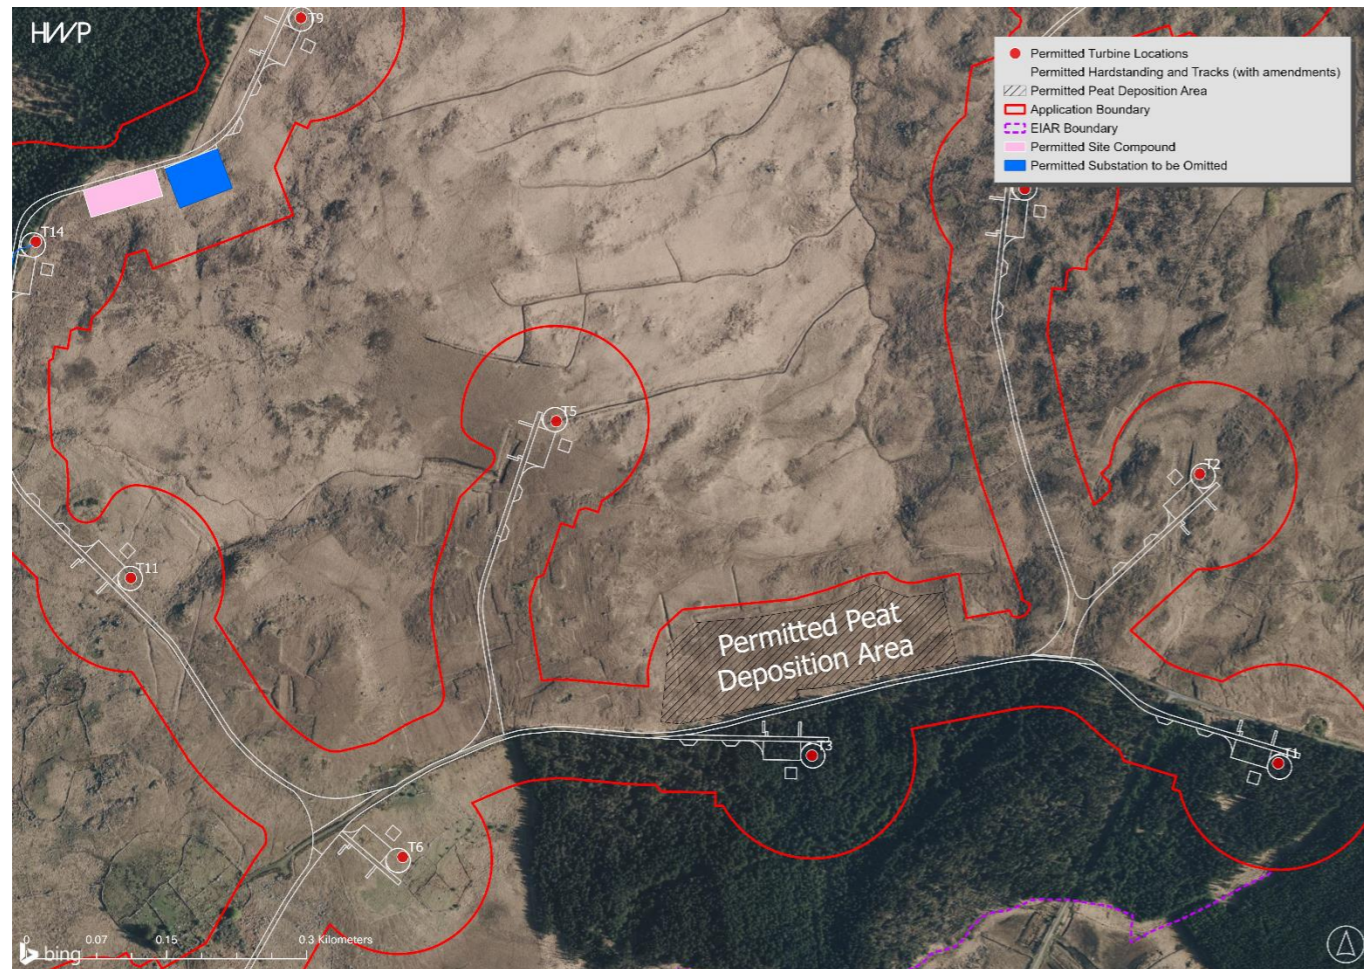 HWP
T9
Permitted Turbine Locations
Permitted Hardstanding and Tracks (with amendments)
Permitted Peat Deposition Area
Application Boundary
EIAR Boundary
Permitted Site Compound
Permitted Substation to be Omitted
T14
T5
T2
T11
Permitted Peat
Deposition Area
T3
T1
T6
0 0.07 0.15 0.3 Kilometers
bing